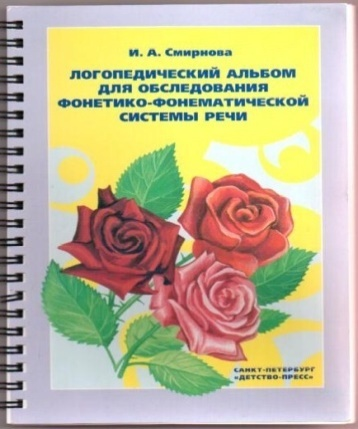 И. А. Смирнова
ЛОГОПЕДИЧЕСКИЙ АЛЬБОМ
ДЛЯ ОБСЛЕДОВАНИЯ
ФОНЕТИКО-ФОНЕМАТИЧЕСКОЙ
СИСТЕМЫ РЕЧИ
САНКТ-ПЕТЕРБУРГ
«ДЕТСТВО-ПРЕСС»